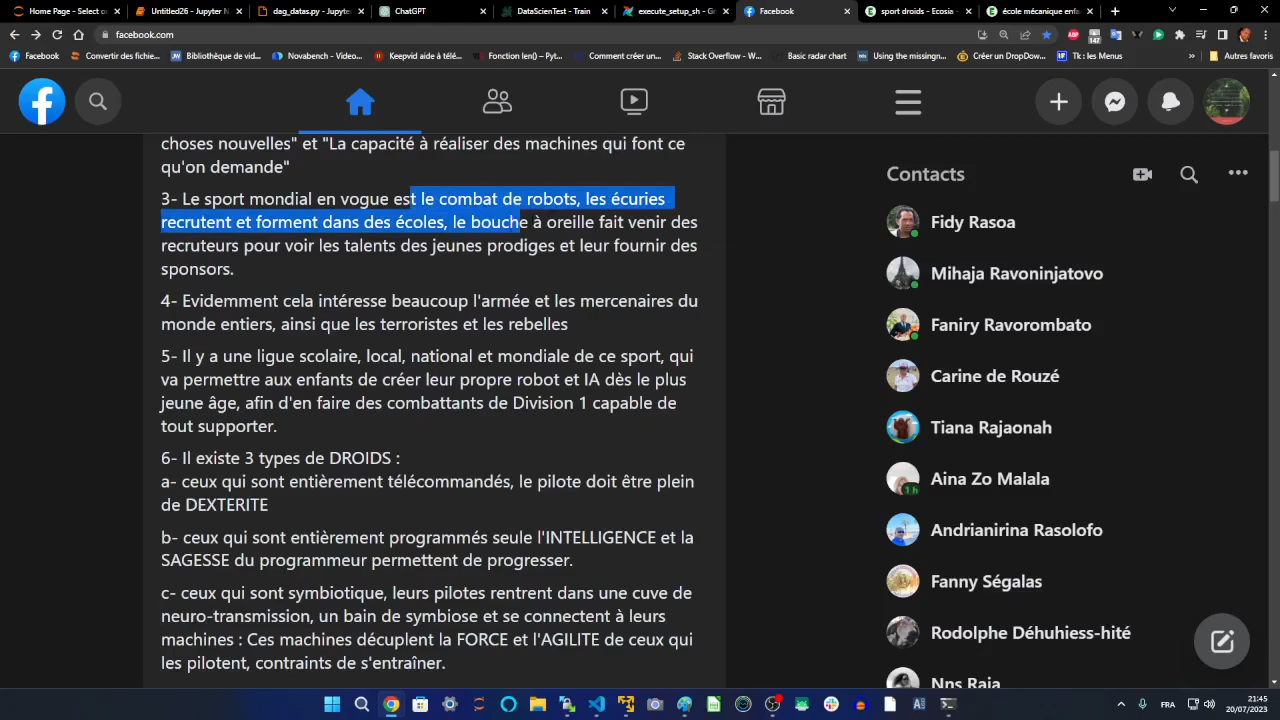 Home Page - Select or
Untitled26 - Jupyter N
dag_datas.py - Jupyte
ChatGPT
DataScienTest - Train
execute_setup_sh - G
Facebook
sport droids - Ecosia -
école mécanique enfa
facebook.com
147
Facebook
Convertir des fichie...
Bibliothèque de vid...
Novabench - Video...
Keepvid aide à télé...
Fonction len() – Pyt...
Comment créer un...
Stack Overflow - W...
Basic radar chart
Using the missingn...
Créer un DropDow...
Tk : les Menus
»
Autres favoris
choses nouvelles" et "La capacité à réaliser des machines qui font ce
qu'on demande"
3- Le sport mondial en vogue est le combat de robots, les écuries
recrutent et forment dans des écoles, le bouche à oreille fait venir des
recruteurs pour voir les talents des jeunes prodiges et leur fournir des
sponsors.
4- Evidemment cela intéresse beaucoup l'armée et les mercenaires du
monde entiers, ainsi que les terroristes et les rebelles
5- Il y a une ligue scolaire, local, national et mondiale de ce sport, qui
va permettre aux enfants de créer leur propre robot et IA dès le plus
jeune âge, afin d'en faire des combattants de Division 1 capable de
tout supporter.
6- Il existe 3 types de DROIDS :
a- ceux qui sont entièrement télécommandés, le pilote doit être plein
de DEXTERITE
b- ceux qui sont entièrement programmés seule l'INTELLIGENCE et la
SAGESSE du programmeur permettent de progresser.
c- ceux qui sont symbiotique, leurs pilotes rentrent dans une cuve de
neuro-transmission, un bain de symbiose et se connectent à leurs
machines : Ces machines décuplent la FORCE et l'AGILITE de ceux qui
les pilotent, contraints de s'entraîner.
Contacts
Fidy Rasoa
Mihaja Ravoninjatovo
Faniry Ravorombato
Carine de Rouzé
Tiana Rajaonah
Aina Zo Malala
1 h
Andrianirina Rasolofo
Fanny Ségalas
Rodolphe Déhuhiess-hité
Nns Raja
FRA
21:45
20/07/2023